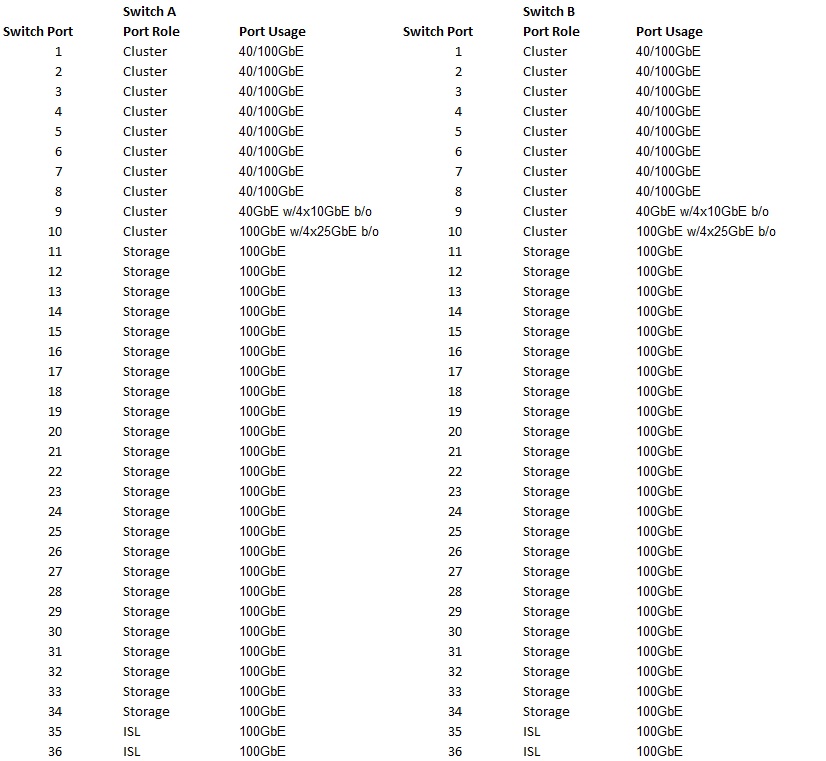 Switch A Switch B
Switch Port Port Role Port Usage Switch Port Port Role Port Usage
1 Cluster 40/100GbE 1 Cluster 40/100GbE
2 Cluster 40/100GbE 2 Cluster 40/100GbE
3 Cluster 40/100GbE 3 Cluster 40/100GbE
4 Cluster 40/100GbE 4 Cluster 40/100GbE
5 Cluster 40/100GbE 5 Cluster 40/100GbE
6 Cluster 40/100GbE 6 Cluster 40/100GbE
7 Cluster 40/100GbE 7 Cluster 40/100GbE
8 Cluster 40/100GbE 8 Cluster 40/100GbE
9 Cluster 40GbE w/4x10GbE b/o 9 Cluster 40GbE w/4x10GbE b/o
10 Cluster 100GbE w/4x25GbE b/o 10 Cluster 100GbE w/4x25GbE b/o
11 Storage 100GbE 11 Storage 100GbE
12 Storage 100GbE 12 Storage 100GbE
13 Storage 100GbE 13 Storage 100GbE
14 Storage 100GbE 14 Storage 100GbE
15 Storage 100GbE 15 Storage 100GbE
16 Storage 100GbE 16 Storage 100GbE
17 Storage 100GbE 17 Storage 100GbE
18 Storage 100GbE 18 Storage 100GbE
19 Storage 100GbE 19 Storage 100GbE
20 Storage 100GbE 20 Storage 100GbE
21 Storage 100GbE 21 Storage 100GbE
22 Storage 100GbE 22 Storage 100GbE
23 Storage 100GbE 23 Storage 100GbE
24 Storage 100GbE 24 Storage 100GbE
25 Storage 100GbE 25 Storage 100GbE
26 Storage 100GbE 26 Storage 100GbE
27 Storage 100GbE 27 Storage 100GbE
28 Storage 100GbE 28 Storage 100GbE
29 Storage 100GbE 29 Storage 100GbE
30 Storage 100GbE 30 Storage 100GbE
31 Storage 100GbE 31 Storage 100GbE
32 Storage 100GbE 32 Storage 100GbE
33 Storage 100GbE 33 Storage 100GbE
34 Storage 100GbE 34 Storage 100GbE
35 ISL 100GbE 35 ISL 100GbE
36 ISL 100GbE 36 ISL 100GbE